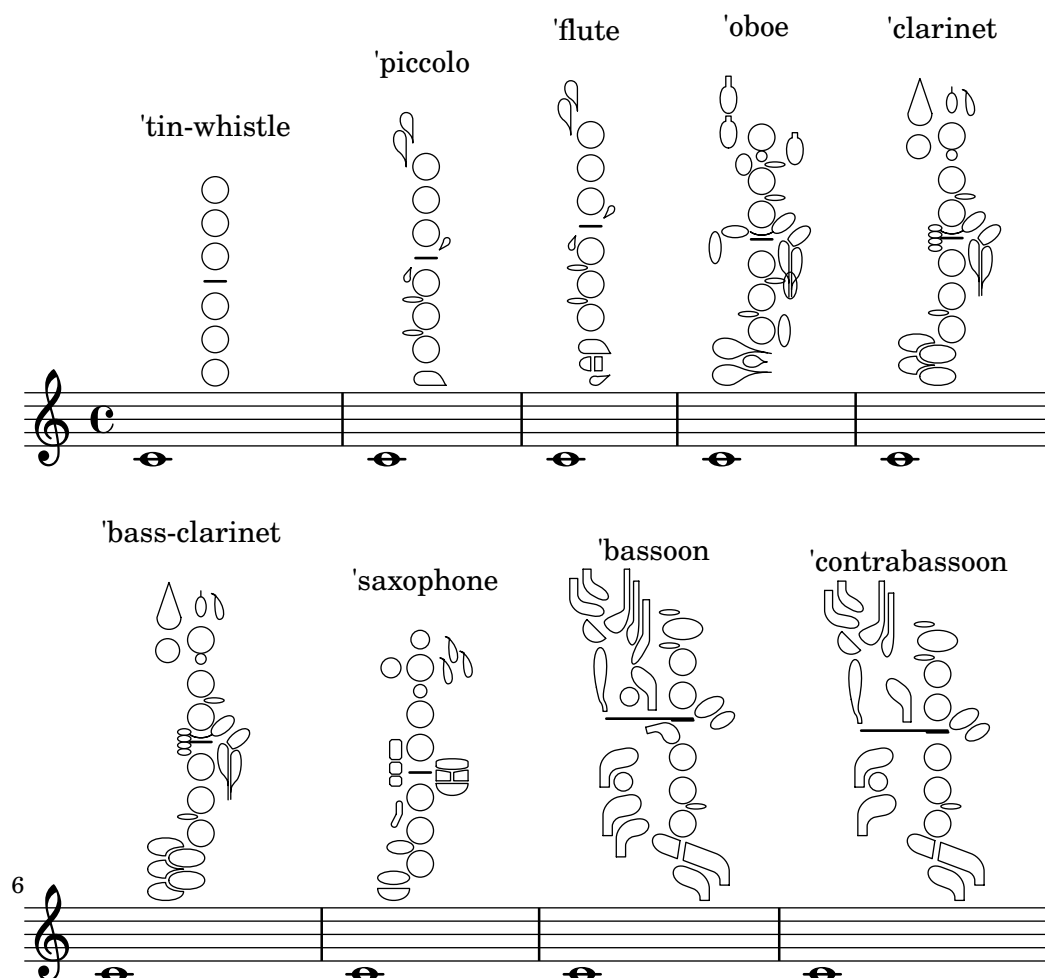 'tin-whistle
'piccolo
'flute
'oboe
'clarinet
'bass-clarinet
'saxophone
'bassoon
'contrabassoon
6